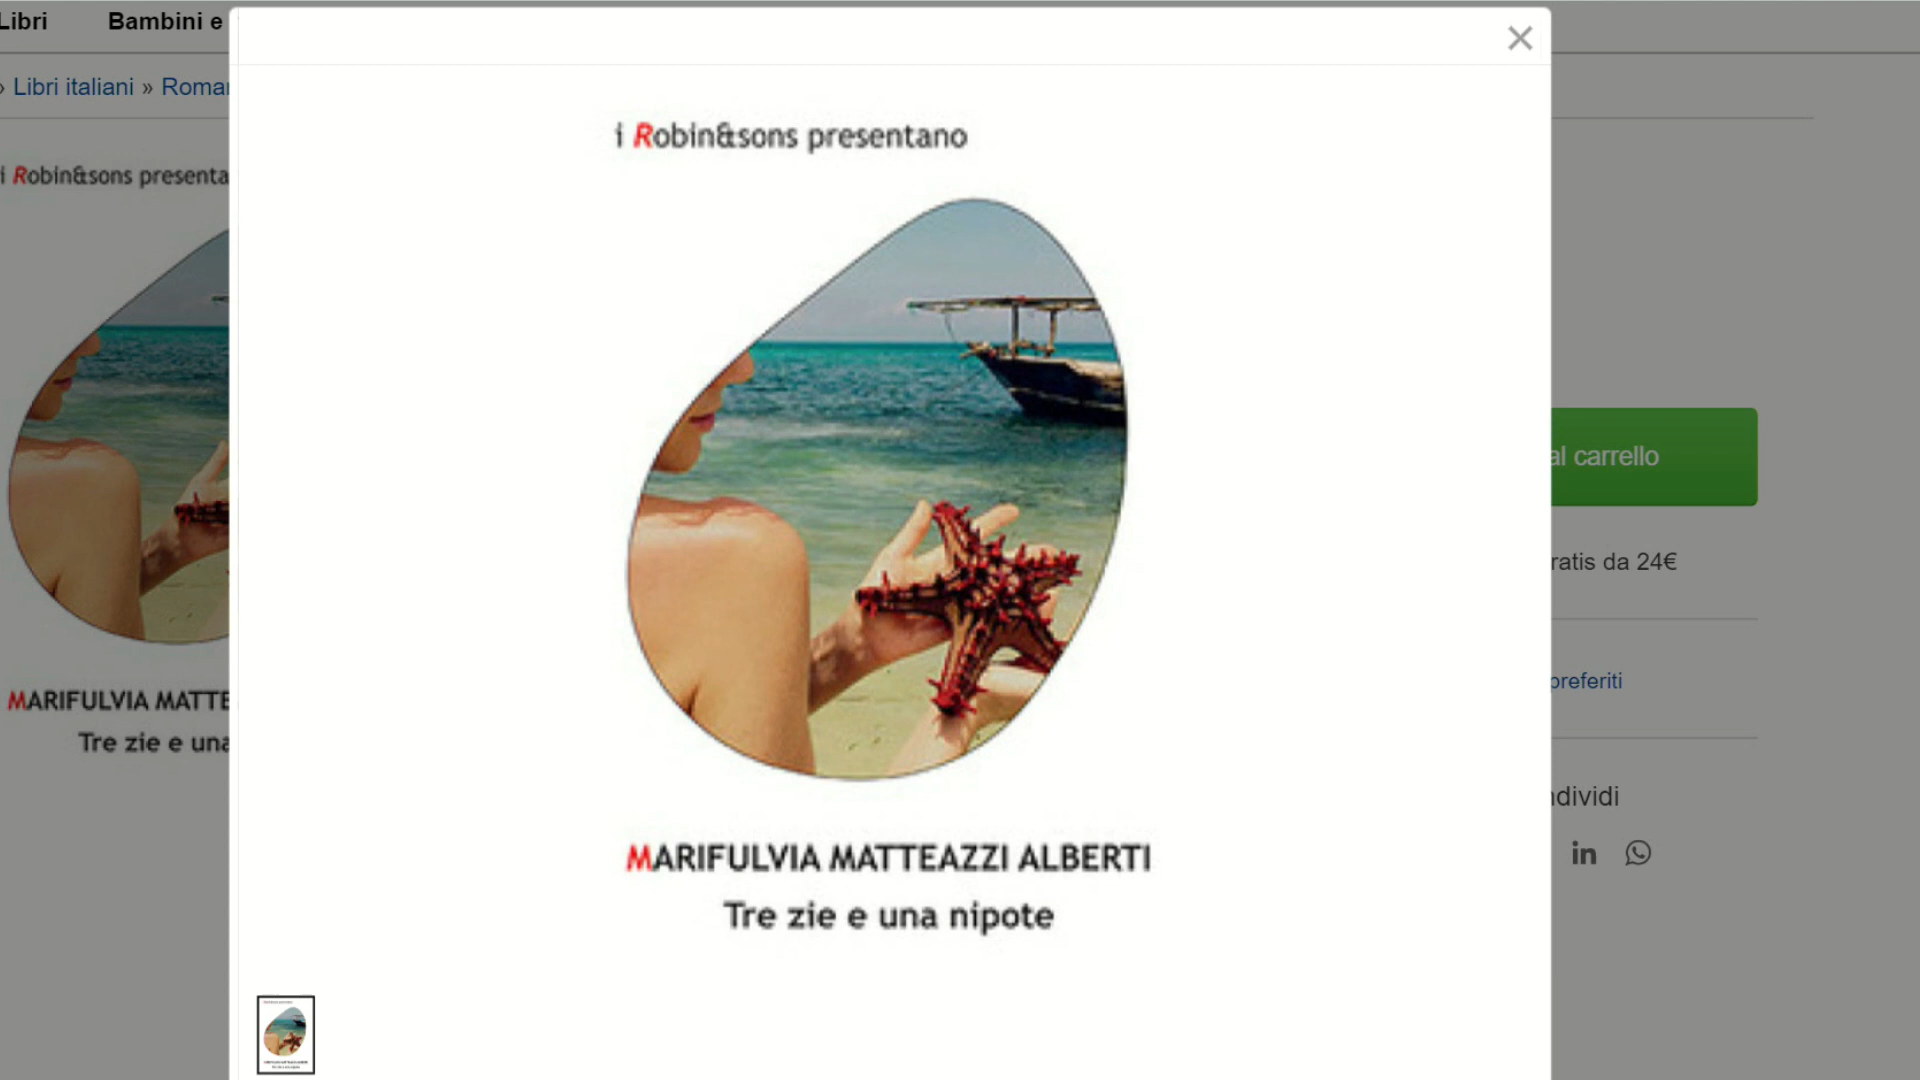 Libri
Bambini e
» Libri italiani » Roma
i Robin&sons presenta
i Robin&sons presentano
al carrello
ratis da 24€
preferiti
ndividi
in
MARIFULVIA MATTE
Tre zie e una
MARIFULVIA MATTEAZZI ALBERTI
Tre zie e una nipote